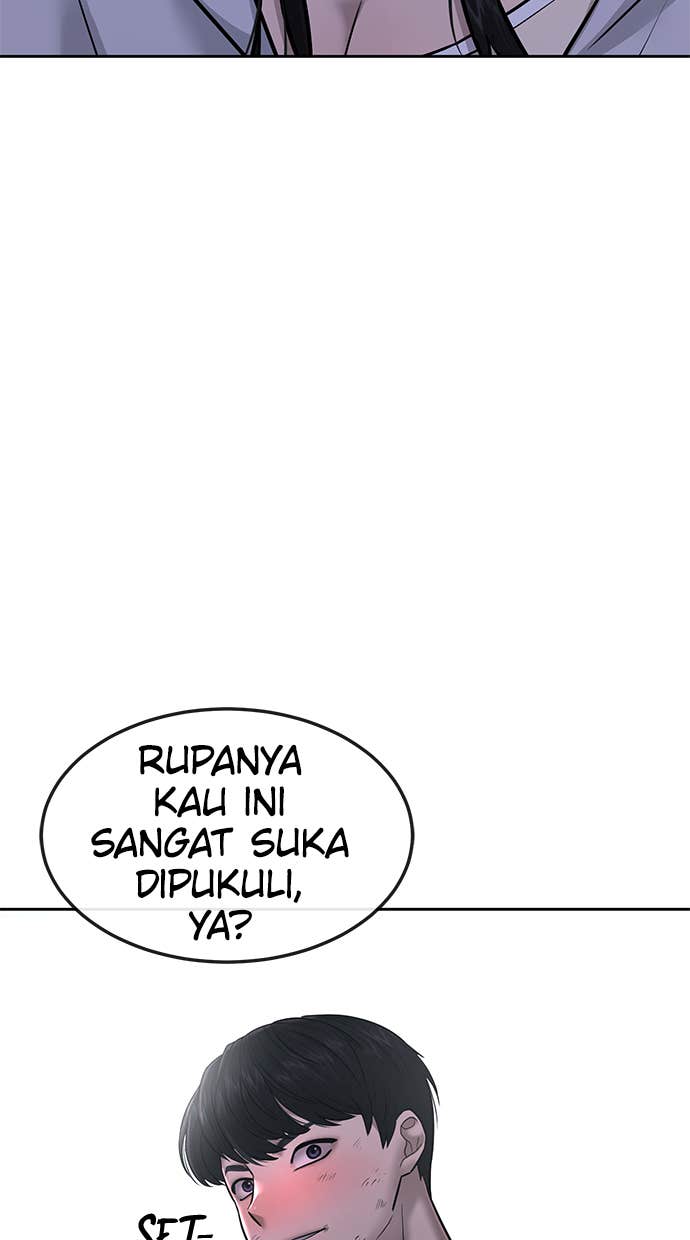 RUPANYA
KAU INI
SANGAT SUKA
DIPUKULI,
YA?
SET-